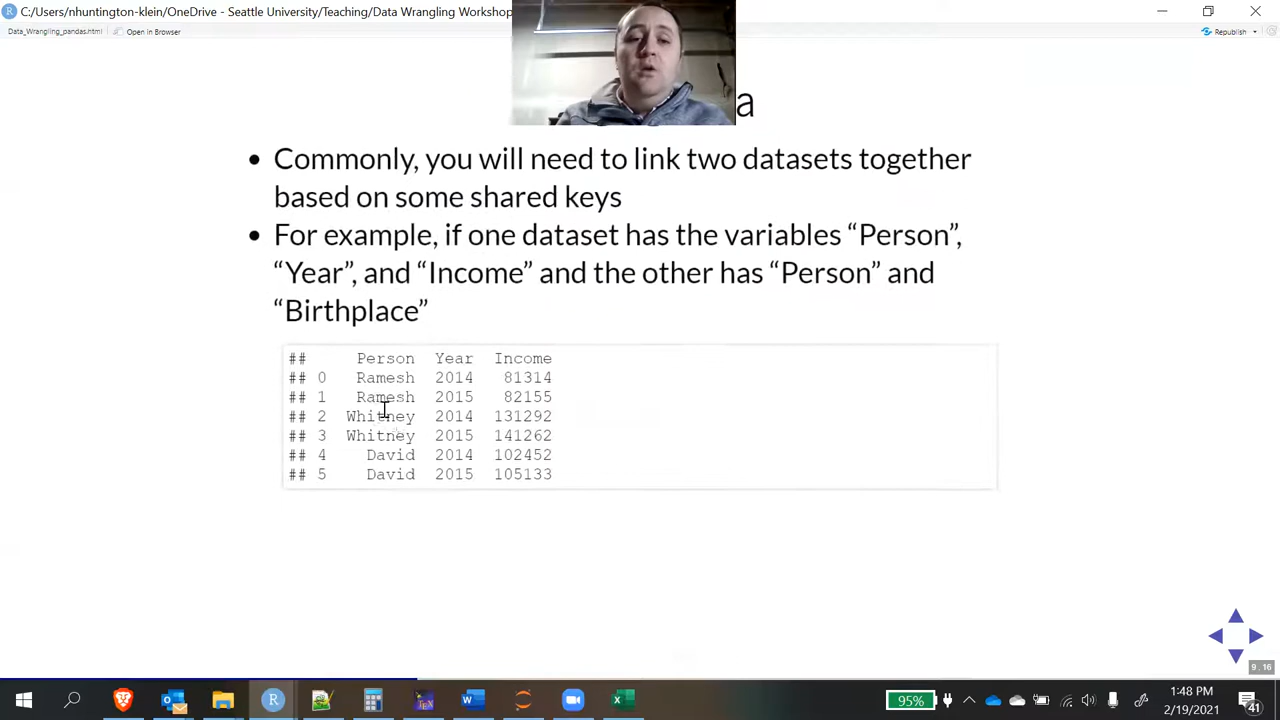 C:/Users/nhuntington-klein/OneDrive - Seattle University/Teaching/Data Wrangling Workshop
Data_Wrangling_pandas.html
Open in Browser
Republish
a
• Commonly, you will need to link two datasets together
based on some shared keys
• For example, if one dataset has the variables “Person”,
“Year”, and “Income” and the other has “Person” and
“Birthplace”
## Person Year Income
## 0 Ramesh 2014 81314
## 1 Ramesh 2015 82155
## 2 Whitney 2014 131292
## 3 Whitney 2015 141262
## 4 David 2014 102452
## 5 David 2015 105133
9.16
95%
1:48 PM
2/19/2021
41